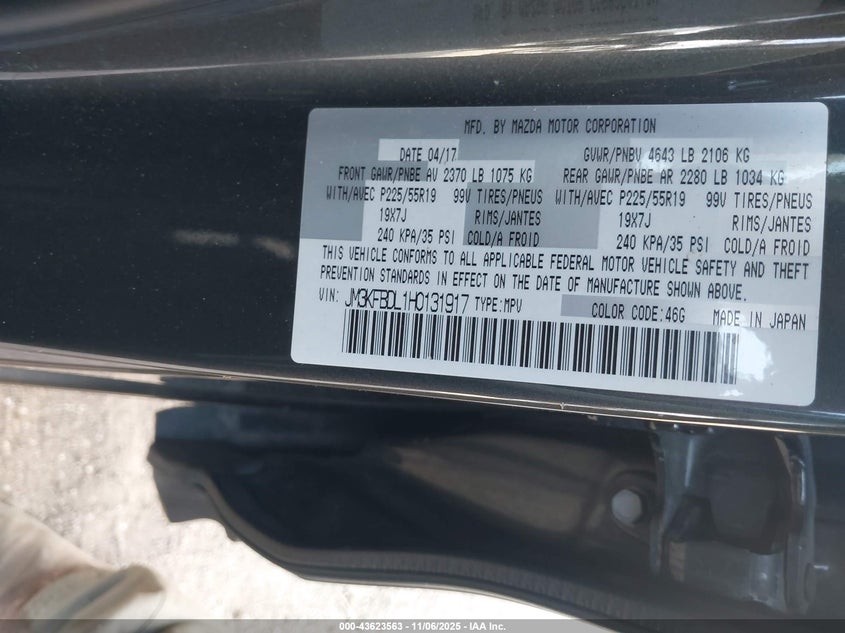 MFD. BY MAZDA MOTOR CORPORATION
DATE 04/17 GVWR/PNBV 4643 LB 2106 KG
FRONT GAWR/PNBE AV 2370 LB 1075 KG REAR GAWR/PNBE AR 2280 LB 1034 KG
WITH/AVEC P225/55R19 99V TIRES/PNEUS WITH/AVEC P225/55R19 99V TIRES/PNEUS
19X7J RIMS/JANTES 19X7J RIMS/JANTES
240 KPA/35 PSI COLD/A FROID 240 KPA/35 PSI COLD/A FROID
THIS VEHICLE CONFORMS TO ALL APPLICABLE FEDERAL MOTOR VEHICLE SAFETY AND THEFT
PREVENTION STANDARDS IN EFFECT ON THE DATE OF MANUFACTURE SHOWN ABOVE.
VIN: JM3KFBDL1H0131917 TYPE:MPV COLOR CODE:46G MADE IN JAPAN
000-43623563 - 11/06/2025 - IAA Inc.